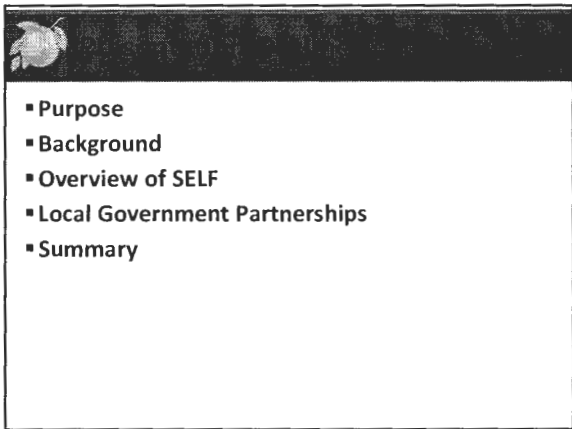 ▪ Purpose
▪ Background
▪ Overview of SELF
▪ Local Government Partnerships
▪ Summary